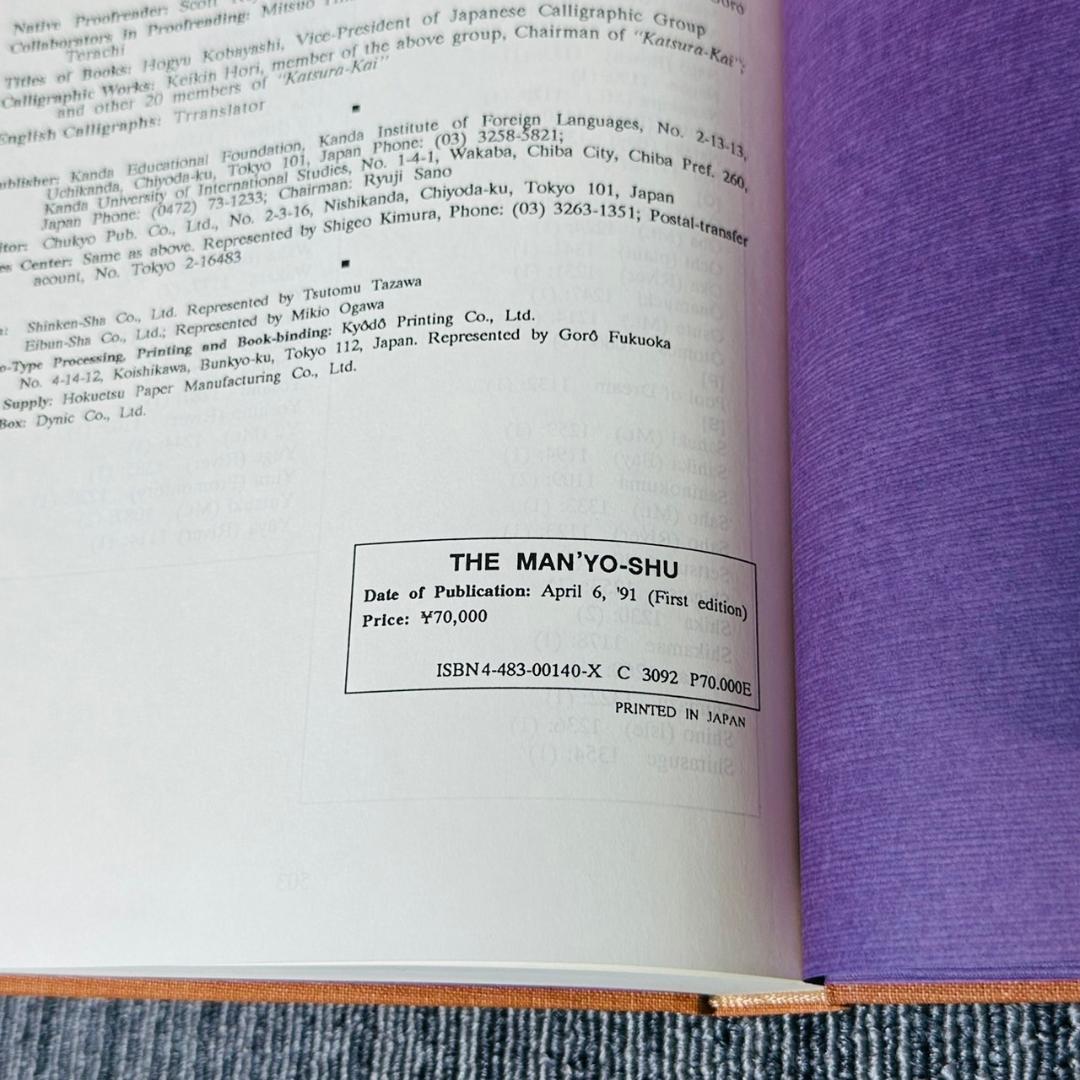 Native Proofreader: Scott
Collaborators in Proofrending: Mitsuo
Terachi
Titles of Books: Hogyu Kobayashi, Vice-President of Japanese Calligraphic Group
Calligraphic Works: Keikin Hori, member of the above group, Chairman of "Katsura-Kai";
and other 20 members of "Katsura-Kai"
English Calligraphs: Trranslator
■
ublisher: Kanda Educational Foundation, Kanda Institute of Foreign Languages, No. 2-13-13,
Uchikanda, Chiyoda-ku, Tokyo 101, Japan Phone: (03) 3258-5821;
Kanda University of International Studies, No. 1-4-1, Wakaba, Chiba City, Chiba Pref. 260,
Japan Phone: (0472) 73-1233; Chairman: Ryuji Sano
itor: Chukyo Pub. Co., Ltd., No. 2-3-16, Nishikanda, Chiyoda-ku, Tokyo 101, Japan
es Center: Same as above. Represented by Shigeo Kimura, Phone: (03) 3263-1351; Postal-transfer
acount, No. Tokyo 2-16483
■
Shinken-Sha Co., Ltd. Represented by Tsutomu Tazawa
Eibun-Sha Co., Ltd.; Represented by Mikio Ogawa
o-Type Processing, Printing and Book-binding: Kyôdô Printing Co., Ltd.
No. 4-14-12, Koishikawa, Bunkyo-ku, Tokyo 112, Japan. Represented by Gorô Fukuoka
Supply: Hokuetsu Paper Manufacturing Co., Ltd.
Box: Dynic Co., Ltd.
THE MAN'YO-SHU
Date of Publication: April 6, '91 (First edition)
Price: ¥70,000
ISBN4-483-00140-X C 3092 P70.000E
PRINTED IN JAPAN